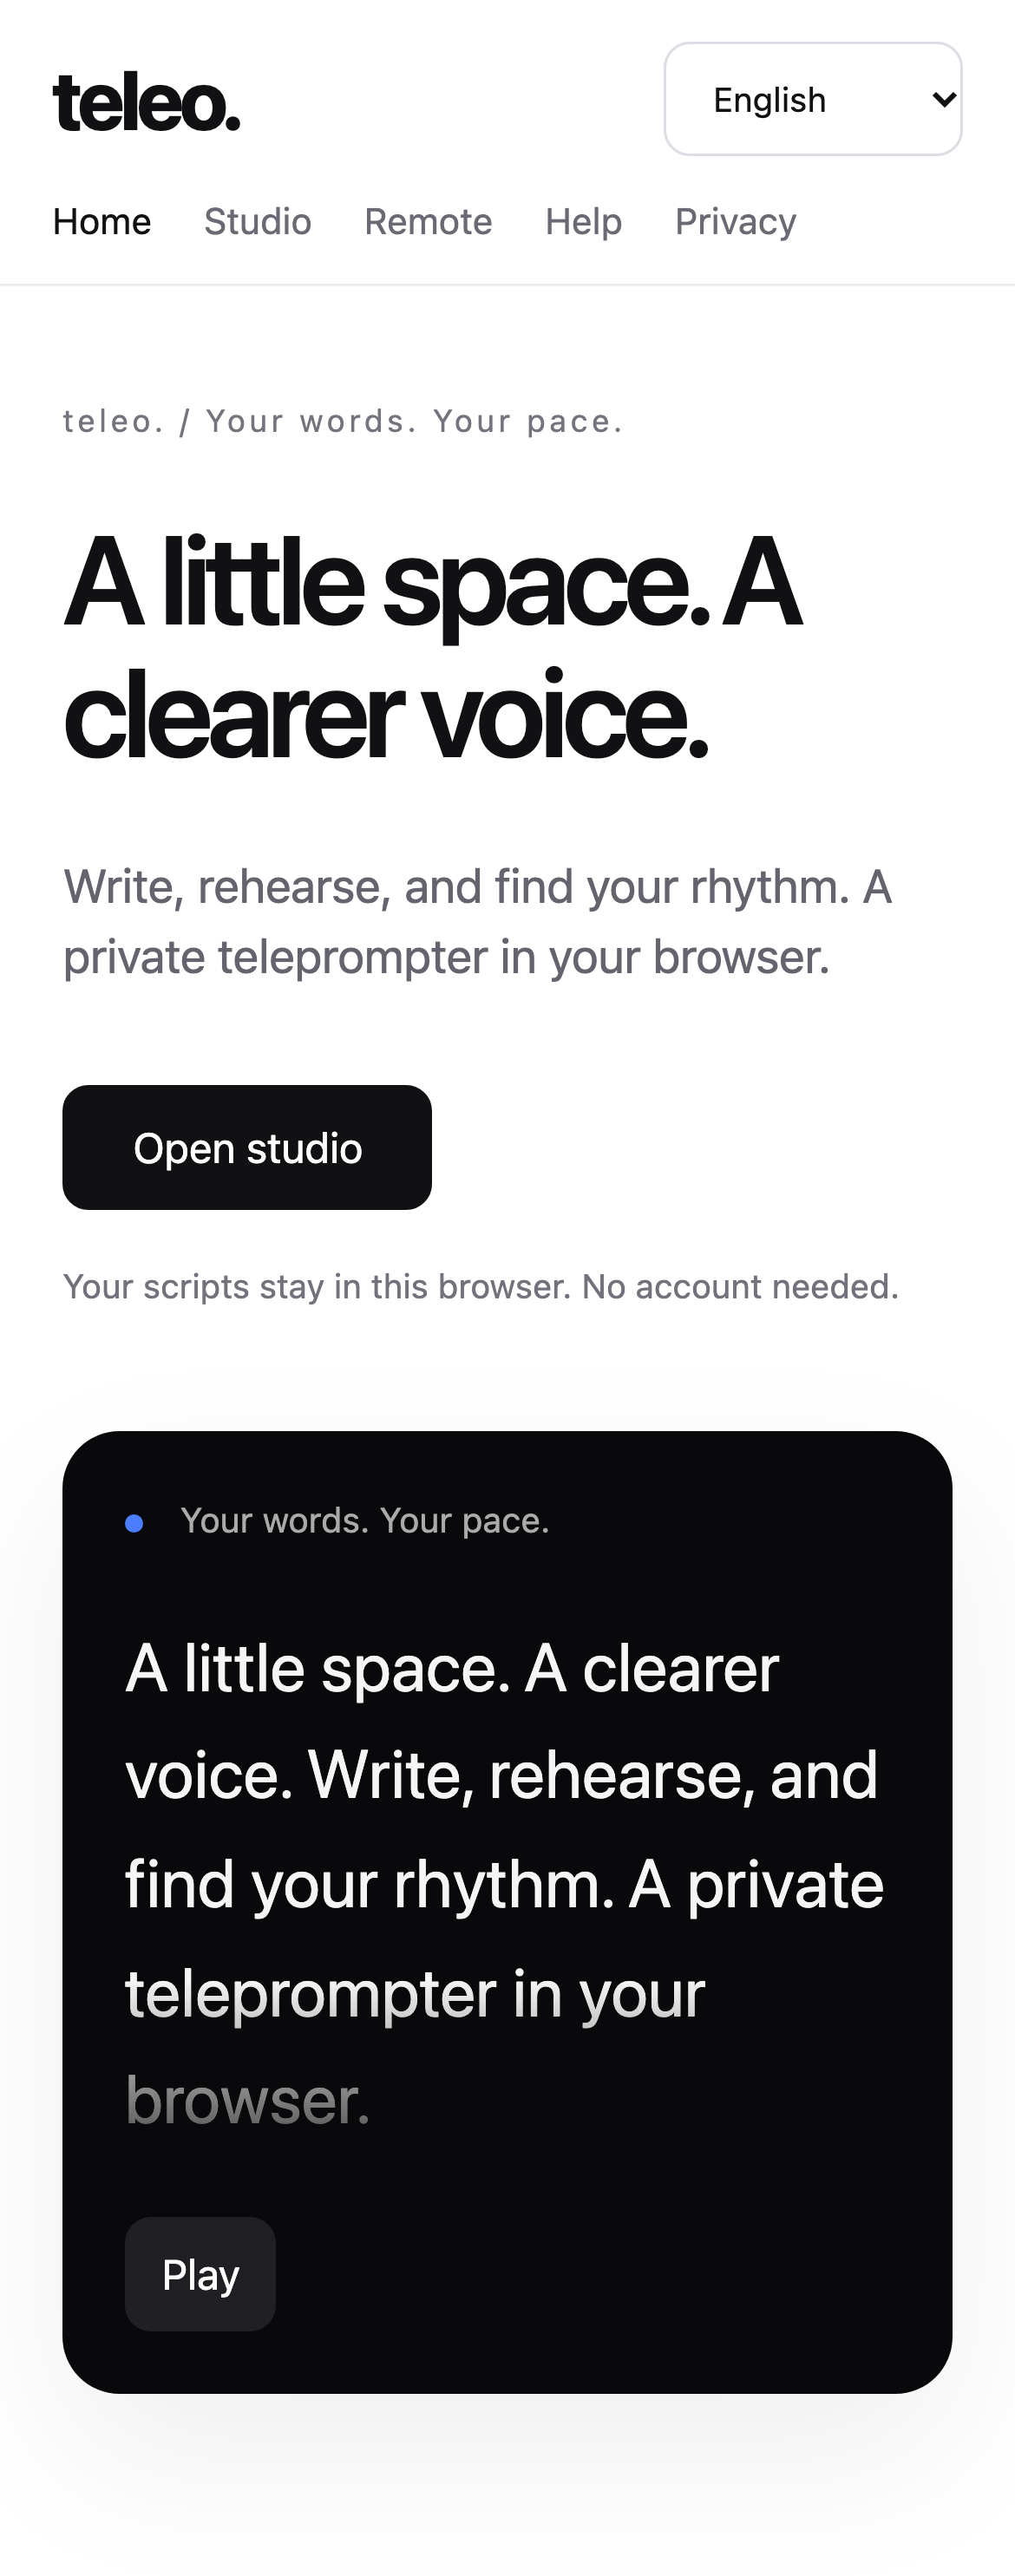 teleo.
English
Home Studio Remote Help Privacy
teleo. / Your words. Your pace.
A little space. A
clearer voice.
Write, rehearse, and find your rhythm. A
private teleprompter in your browser.
Open studio
Your scripts stay in this browser. No account needed.
Your words. Your pace.
A little space. A clearer
voice. Write, rehearse, and
find your rhythm. A private
teleprompter in your
browser.
Play